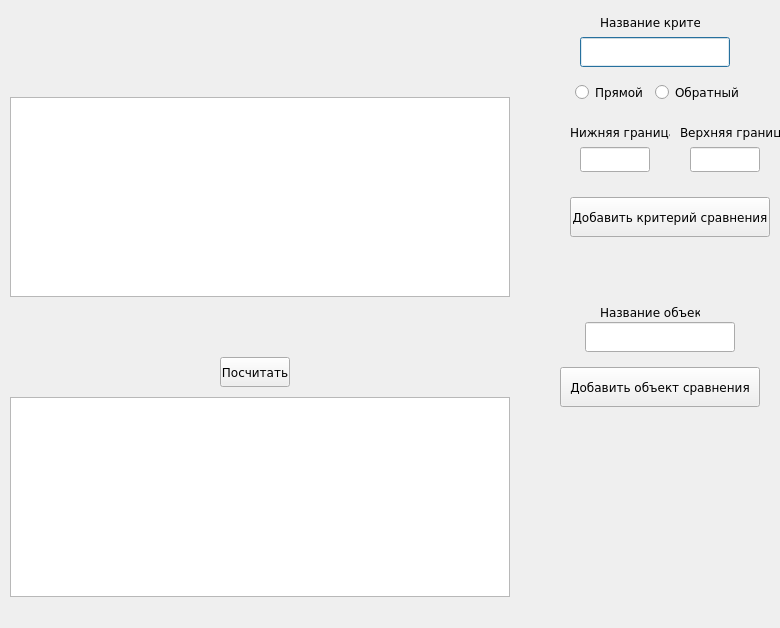 Название крите
Прямой Обратный
Нижняя границ Верхняя границ
Добавить критерий сравнения
Название объек
Посчитать
Добавить объект сравнения